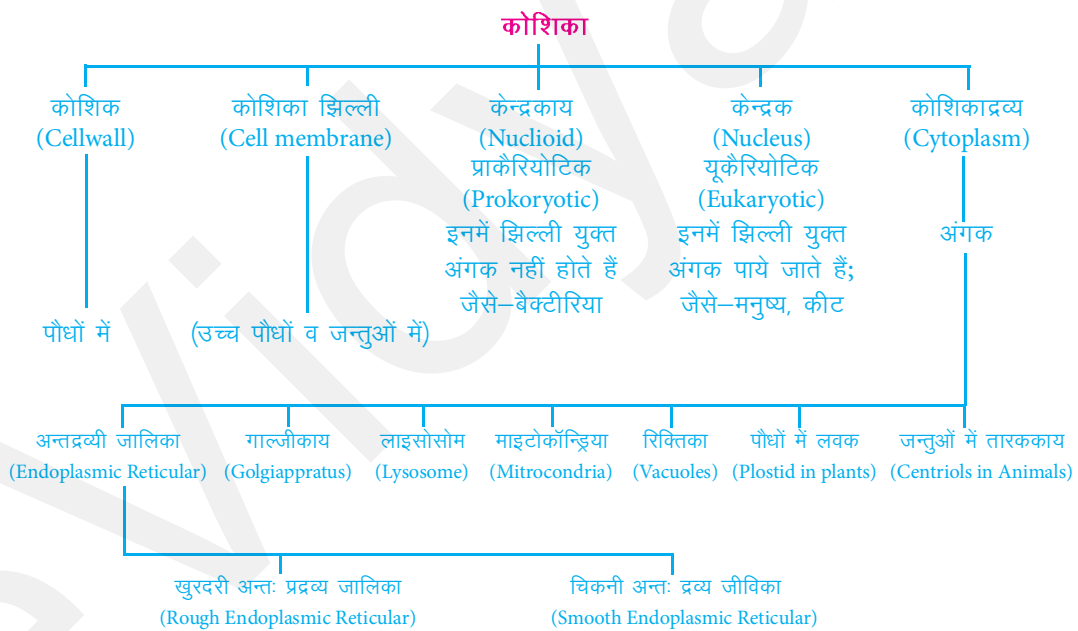 कोशिका
कोशिक
(Cellwall)
पौधों में
कोशिका झिल्ली
(Cell membrane)
(उच्च पौधों व जन्तुओं में)
केन्द्रकाय
(Nuclioid)
प्राकैरियोटिक
(Prokoryotic)
इनमें झिल्ली युक्त
अंगक नहीं होते हैं
जैसे–बैक्टीरिया
केन्द्रक
(Nucleus)
यूकैरियोटिक
(Eukaryotic)
इनमें झिल्ली युक्त
अंगक पाये जाते हैं;
जैसे–मनुष्य, कीट
कोशिकाद्रव्य
(Cytoplasm)
अंगक
अन्तद्रव्यी जालिका
(Endoplasmic Reticular)
गाल्जीकाय
(Golgiappratus)
लाइसोसोम
(Lysosome)
माइटोकॉन्ड्रिया
(Mitrocondria)
रिक्तिका
(Vacuoles)
पौधों में लवक
(Plostid in plants)
जन्तुओं में तारककाय
(Centriols in Animals)
खुरदरी अन्तः प्रद्रव्य जालिका
(Rough Endoplasmic Reticular)
चिकनी अन्तः द्रव्य जीविका
(Smooth Endoplasmic Reticular)